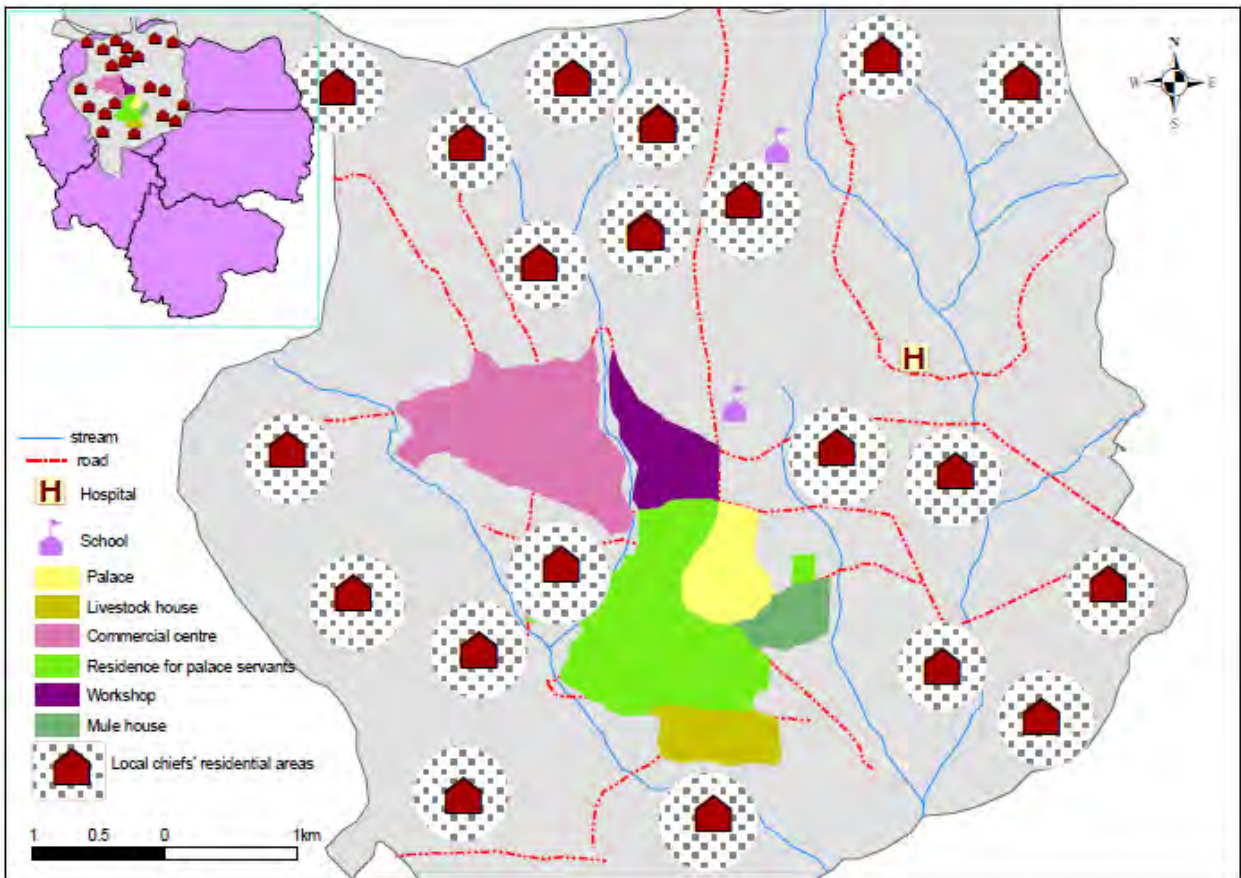 N
W E
S
H
stream
road
H Hospital
School
Palace
Livestock house
Commercial centre
Residence for palace servants
Workshop
Mule house
Local chiefs' residential areas
1 0.5 0 1km